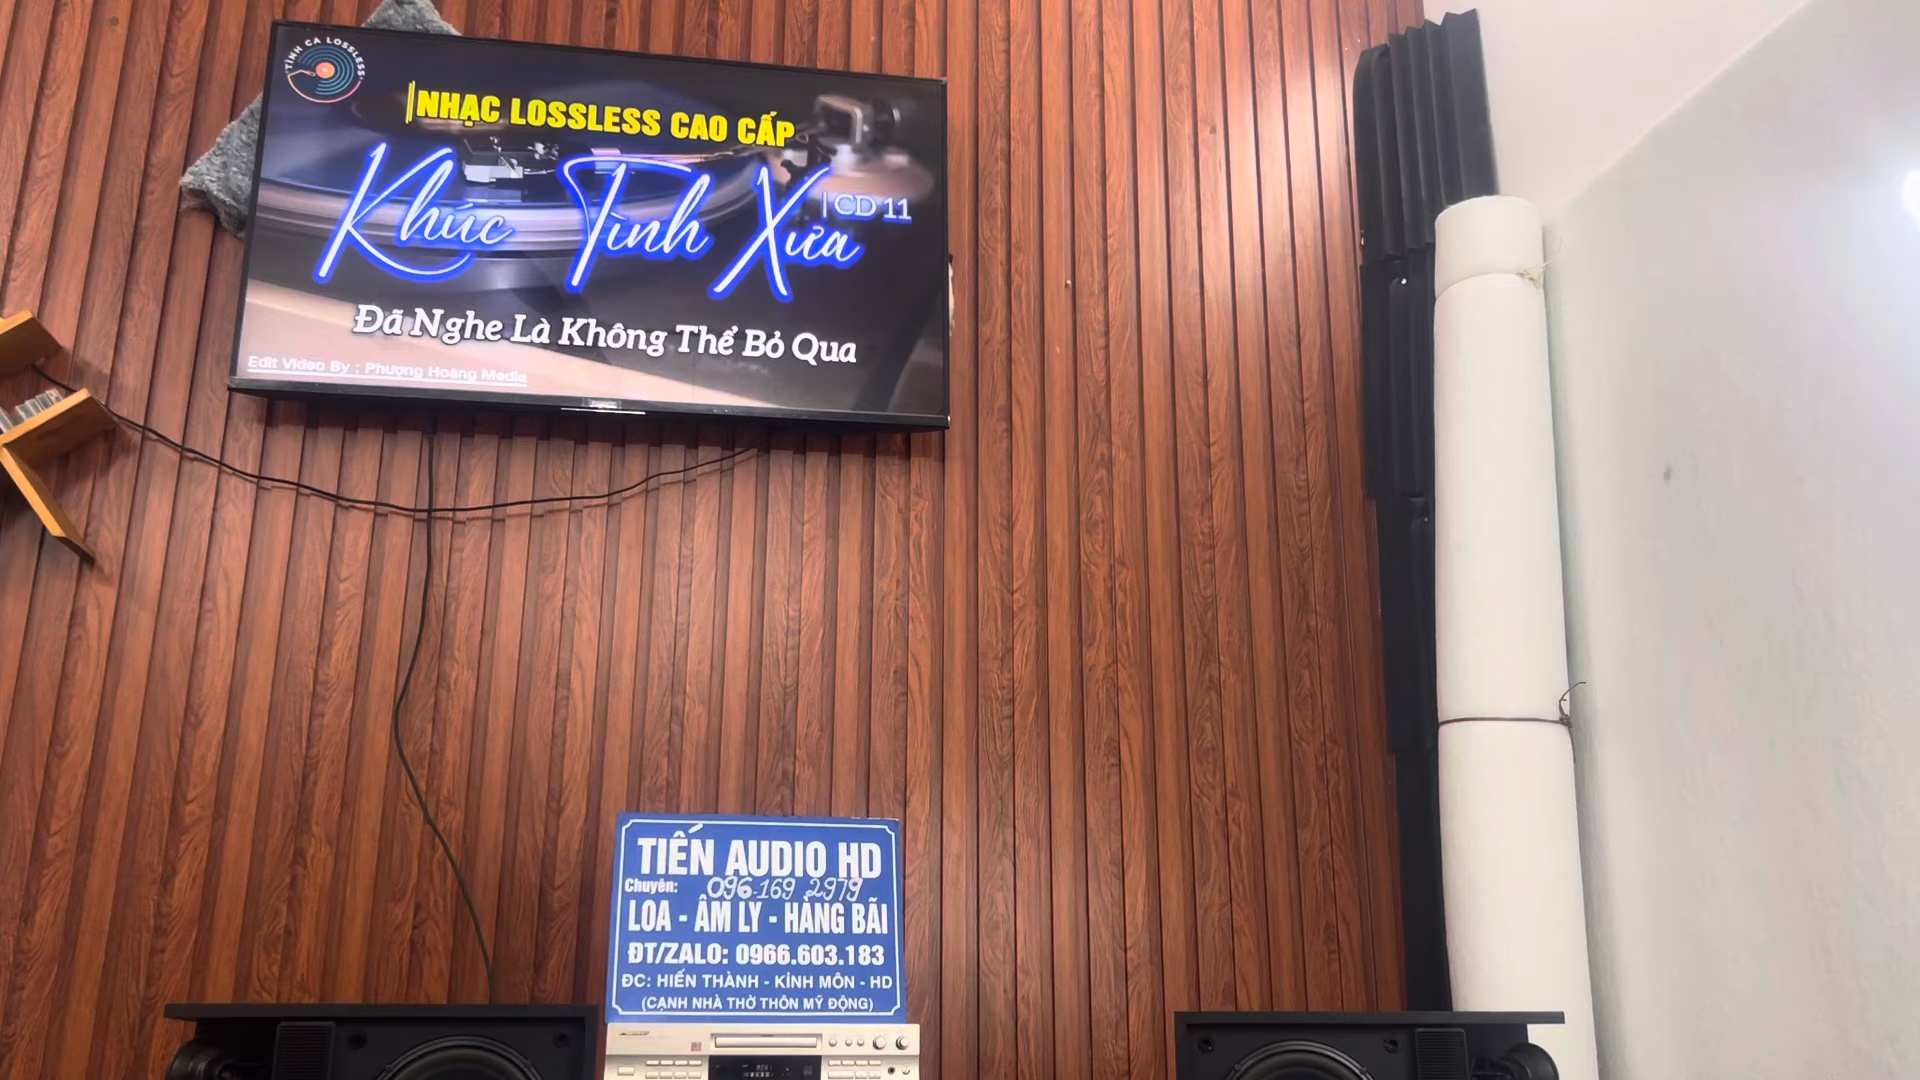 TÌNH CA LOSSLESS
NHẠC LOSSLESS CAO CẤP
Khúc Tình Xưa
CD 11
Đã Nghe Là Không Thể Bỏ Qua
Edit Video By : Phượng Hoàng Media
TIẾN AUDIO HD
Chuyên: 096.169.2979
LOA - ÂM LY - HÀNG BÃI
ĐT/ZALO: 0966.603.183
ĐC: HIẾN THÀNH - KÍNH MÔN - HD
(CẠNH NHÀ THỜ THÔN MỸ ĐỘNG)